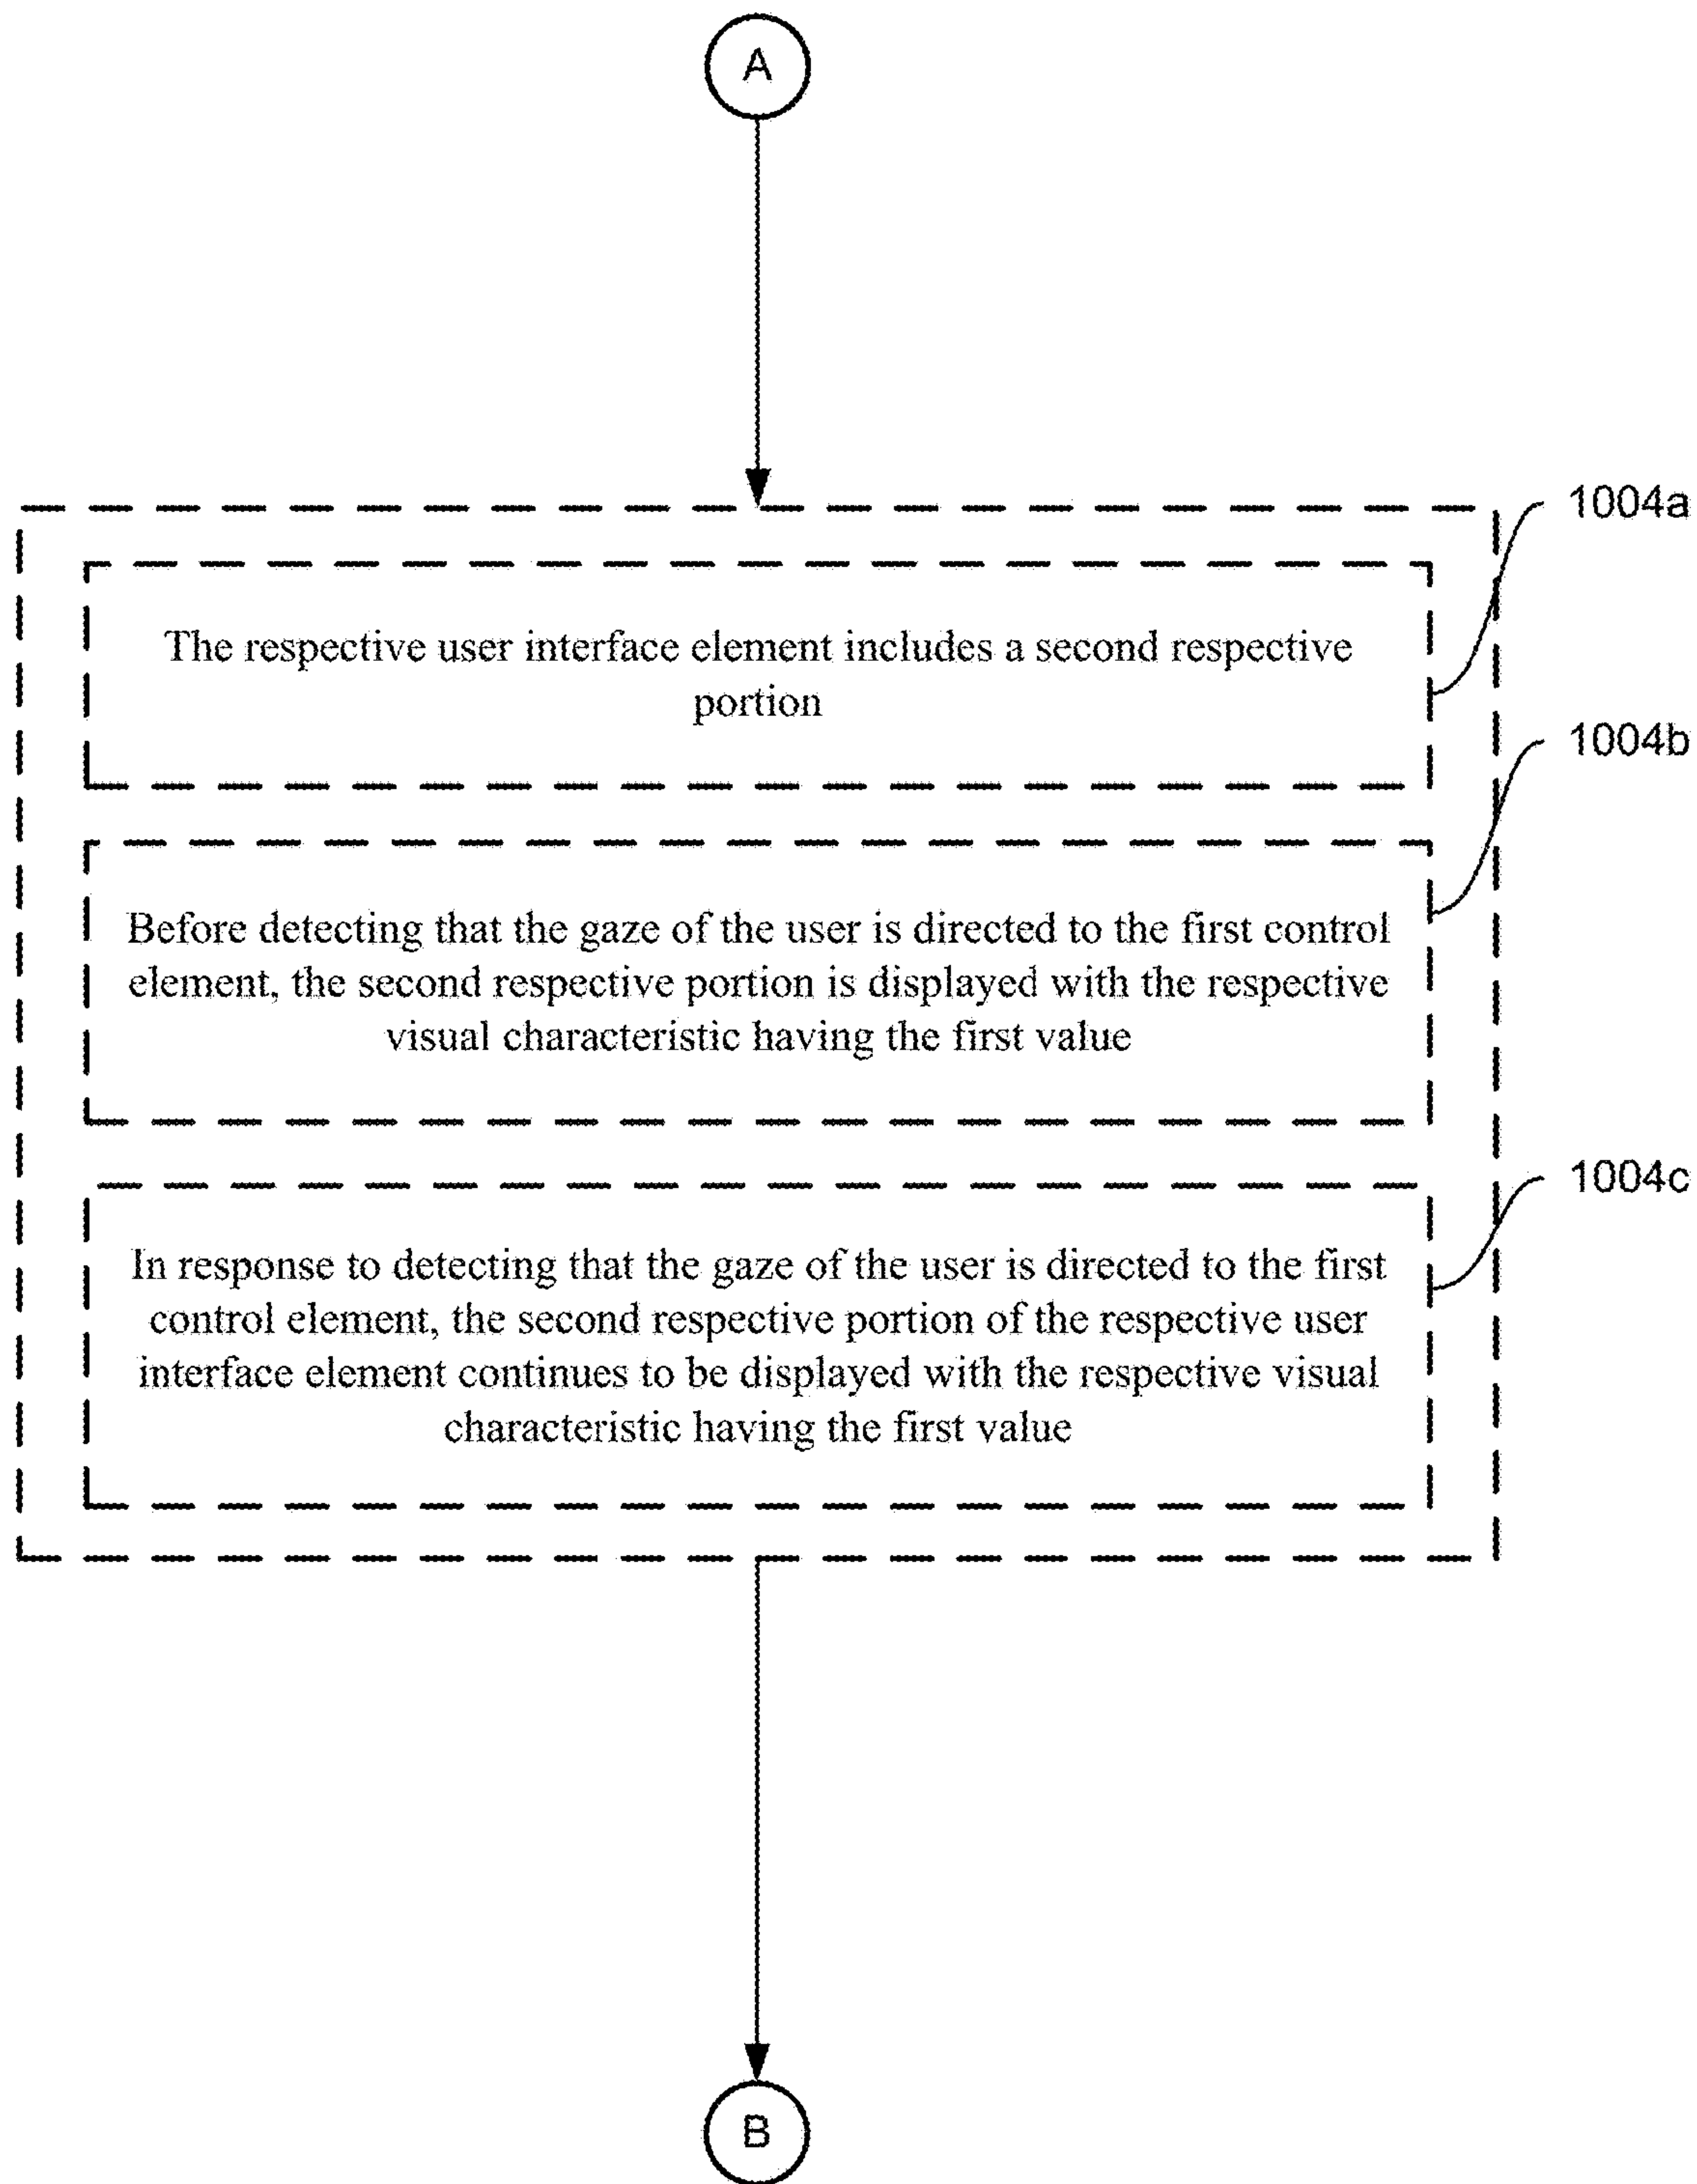 A
1004a
The respective user interface element includes a second respective
portion
1004b
Before detecting that the gaze of the user is directed to the first control
element, the second respective portion is displayed with the respective
visual characteristic having the first value
1004c
In response to detecting that the gaze of the user is directed to the first
control element, the second respective portion of the respective user
interface element continues to be displayed with the respective visual
characteristic having the first value
B